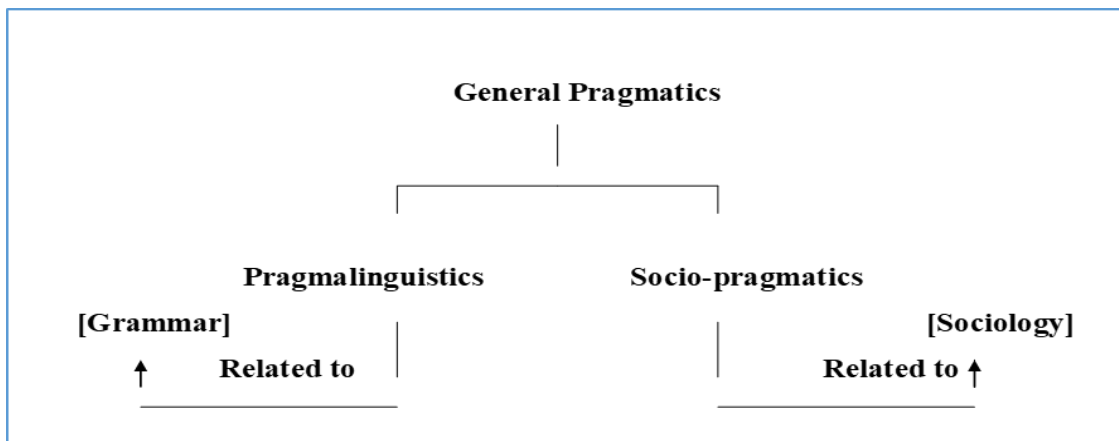 General Pragmatics
Pragmalinguistics Socio-pragmatics
[Grammar] [Sociology]
Related to Related to